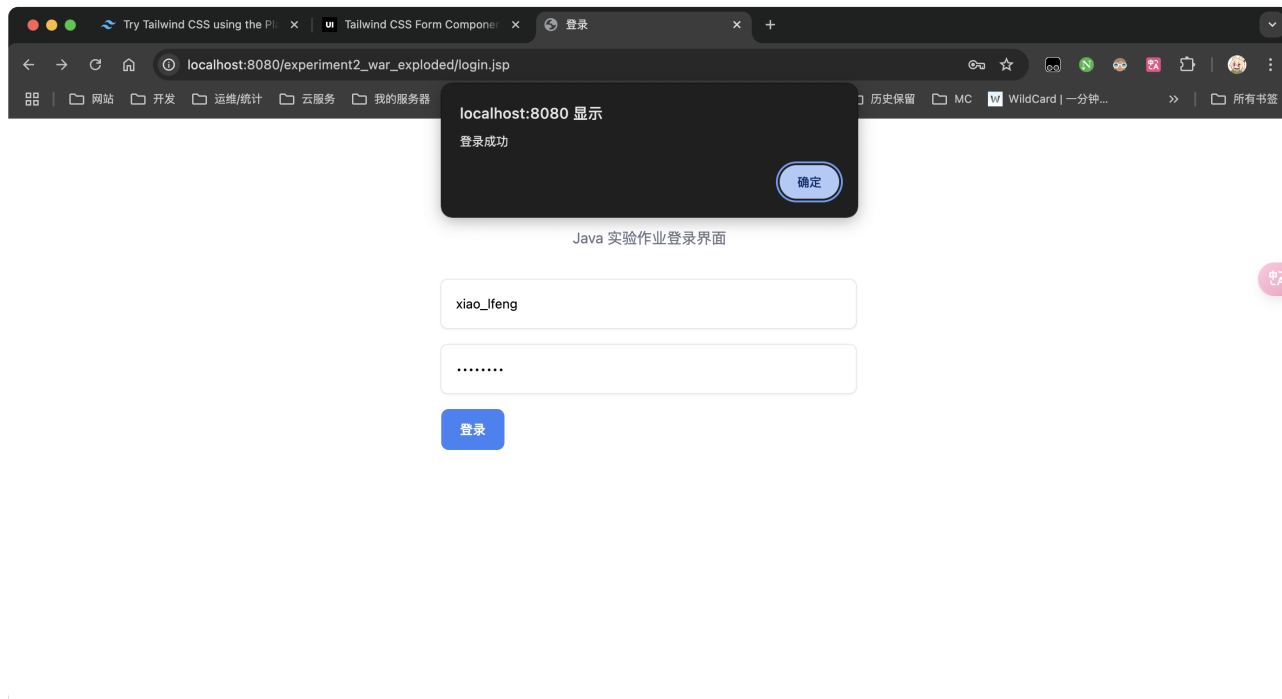 Try Tailwind CSS using the Pl
UI Tailwind CSS Form Componen
登录
localhost:8080/experiment2_war_exploded/login.jsp
网站 开发 运维/统计 云服务 我的服务器 历史保留 MC W WildCard | 一分钟... 所有书签
localhost:8080 显示
登录成功
确定
Java 实验作业登录界面
xiao_lfeng
登录